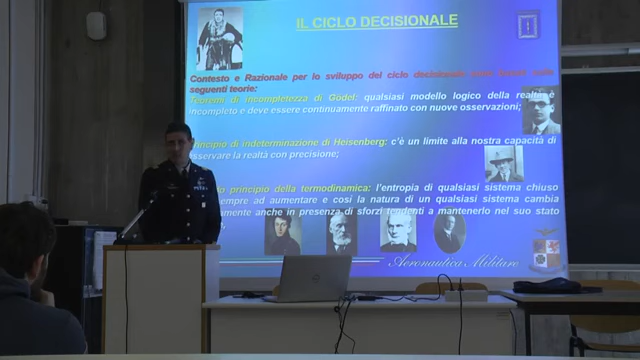 IL CICLO DECISIONALE
Contesto e Razionale per lo sviluppo del ciclo decisionale
seguenti teorie:
Teoremi di incompletezza di Gödel: qualsiasi modello logico della realtà è
incompleto e deve essere continuamente raffinato con nuove osservazioni;
Principio di indeterminazione di Heisenberg: c'è un limite alla nostra capacità di
osservare la realtà con precisione;
principio della termodinamica: l'entropia di qualsiasi sistema chiuso
sempre ad aumentare e così la natura di un qualsiasi sistema cambia
anche in presenza di sforzi tendenti a mantenerlo nel suo stato
Aeronautica Militare